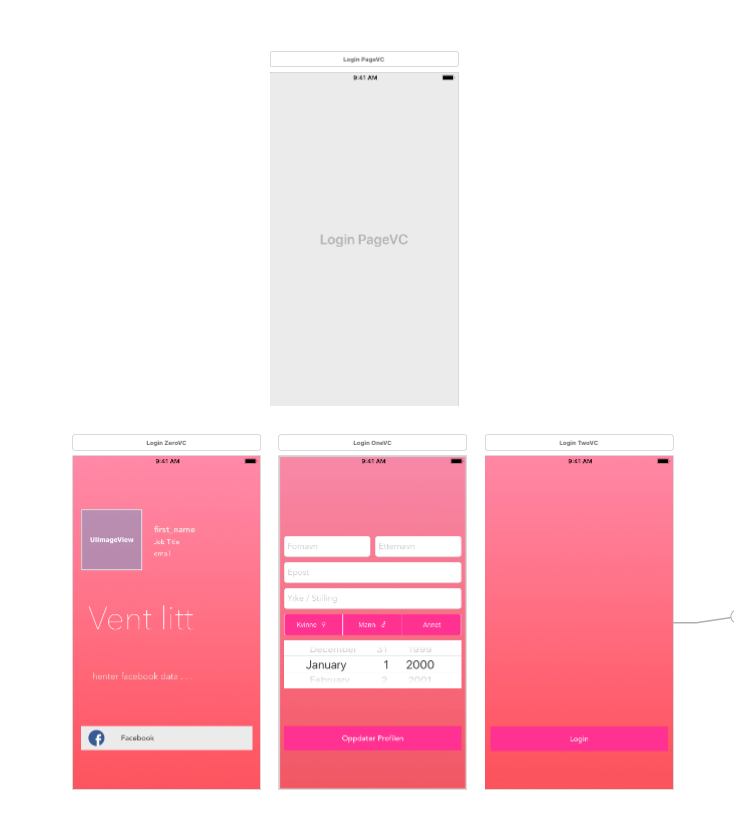 Login PageVC
9:41 AM
Login PageVC
Login ZeroVC
9:41 AM
UIImageView
first_name
Job Title
email
Vent litt
henter facebook data . . .
Facebook
Login OneVC
9:41 AM
Fornavn Etternavn
Epost
Yrke / Stilling
Kvinne ♀ Mann ♂ Annet
December 31 1999
January 1 2000
February 2 2001
Oppdater Profilen
Login TwoVC
9:41 AM
Login